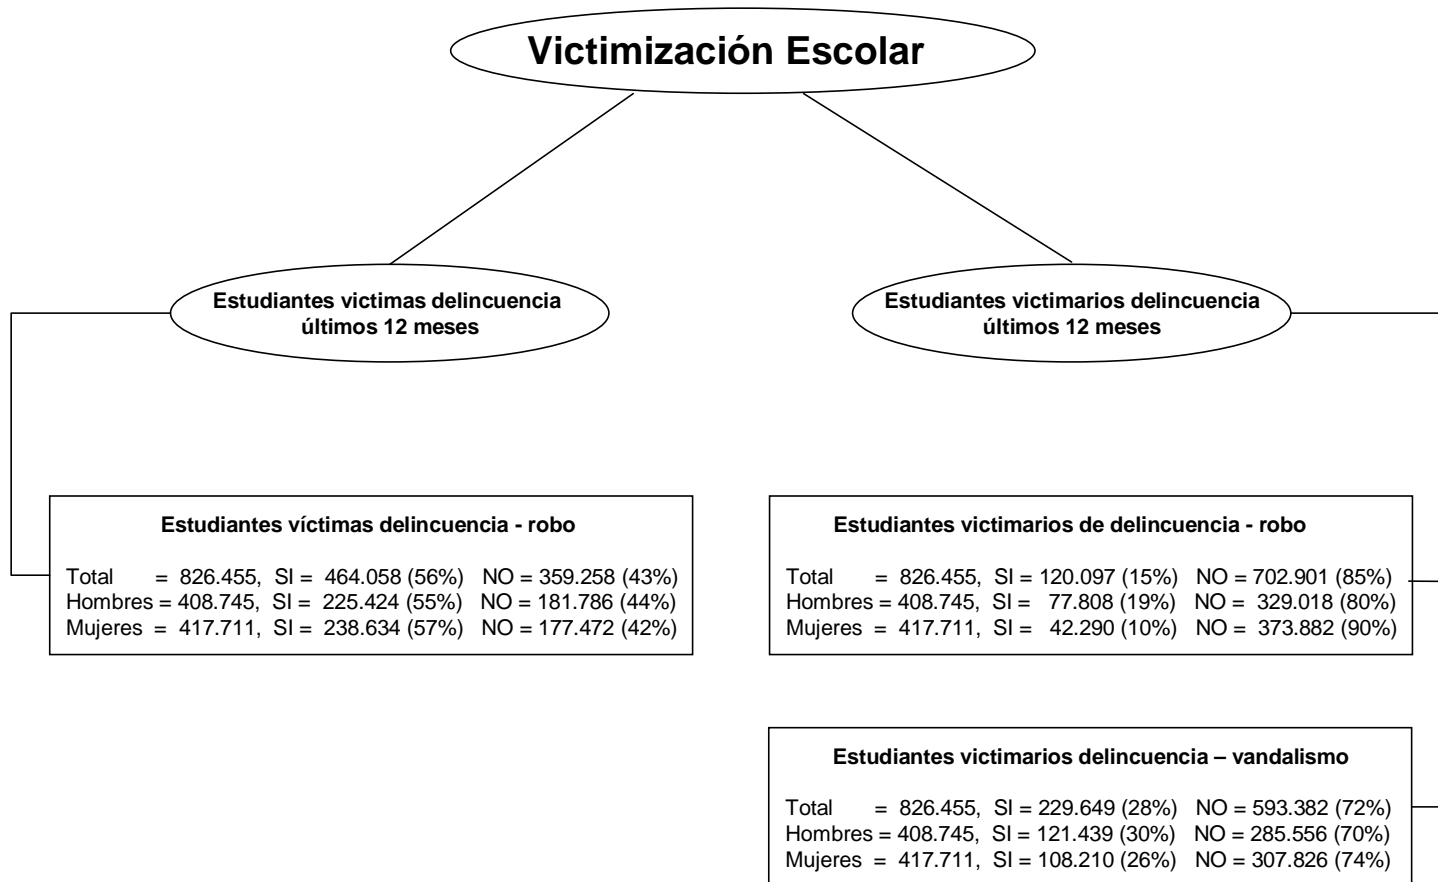 Victimización Escolar
Estudiantes victimas delincuencia
últimos 12 meses
Estudiantes victimarios delincuencia
últimos 12 meses
Estudiantes víctimas delincuencia - robo
Total = 826.455, SI = 464.058 (56%) NO = 359.258 (43%)
Hombres = 408.745, SI = 225.424 (55%) NO = 181.786 (44%)
Mujeres = 417.711, SI = 238.634 (57%) NO = 177.472 (42%)
Estudiantes victimarios de delincuencia - robo
Total = 826.455, SI = 120.097 (15%) NO = 702.901 (85%)
Hombres = 408.745, SI = 77.808 (19%) NO = 329.018 (80%)
Mujeres = 417.711, SI = 42.290 (10%) NO = 373.882 (90%)
Estudiantes victimarios delincuencia – vandalismo
Total = 826.455, SI = 229.649 (28%) NO = 593.382 (72%)
Hombres = 408.745, SI = 121.439 (30%) NO = 285.556 (70%)
Mujeres = 417.711, SI = 108.210 (26%) NO = 307.826 (74%)